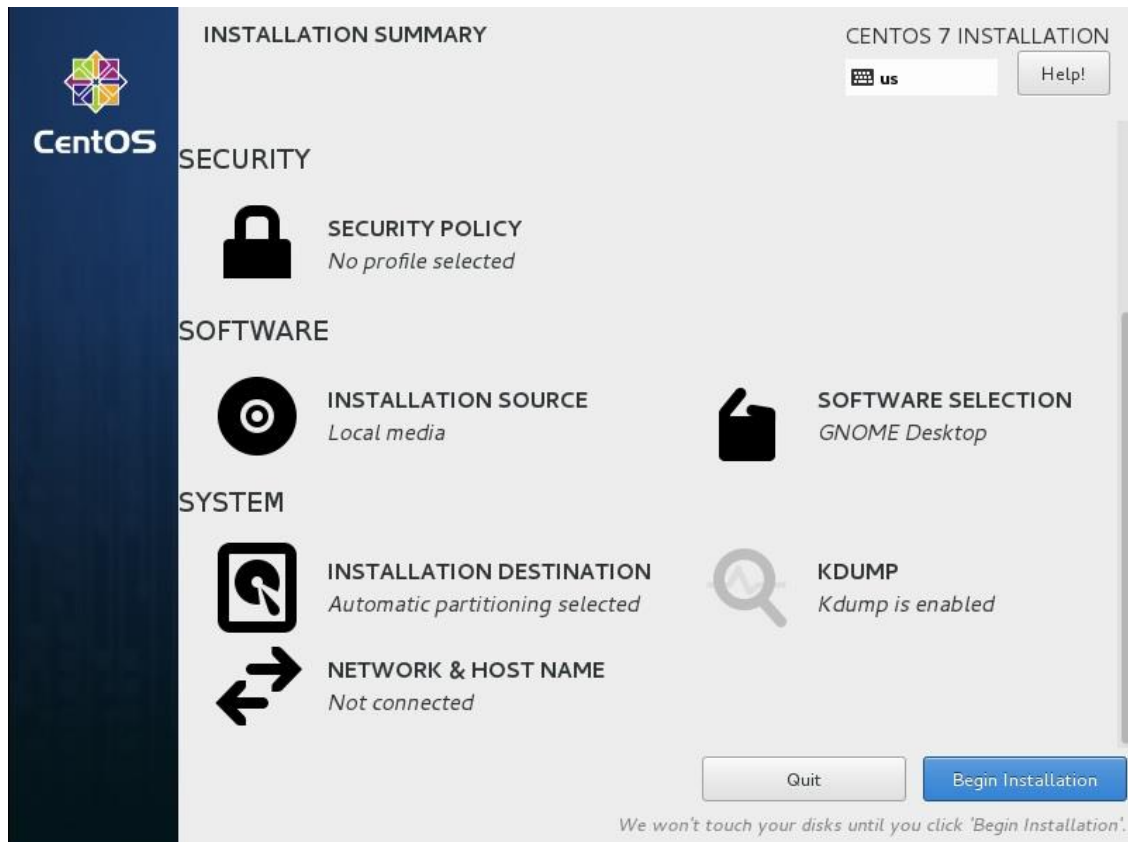 INSTALLATION SUMMARY
CENTOS 7 INSTALLATION
us
Help!
CentOS
SECURITY
SECURITY POLICY
No profile selected
SOFTWARE
INSTALLATION SOURCE
Local media
SOFTWARE SELECTION
GNOME Desktop
SYSTEM
INSTALLATION DESTINATION
Automatic partitioning selected
KDUMP
Kdump is enabled
NETWORK & HOST NAME
Not connected
Quit
Begin Installation
We won't touch your disks until you click 'Begin Installation'.